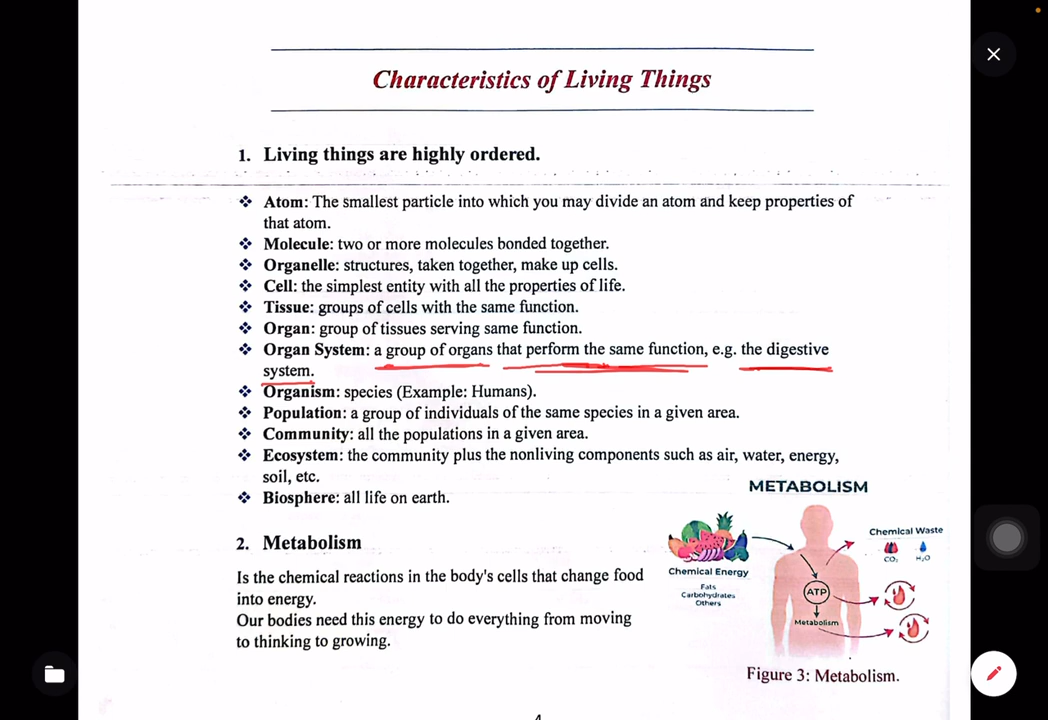 Characteristics of Living Things
1. Living things are highly ordered.
❖ Atom: The smallest particle into which you may divide an atom and keep properties of
that atom.
❖ Molecule: two or more molecules bonded together.
❖ Organelle: structures, taken together, make up cells.
❖ Cell: the simplest entity with all the properties of life.
❖ Tissue: groups of cells with the same function.
❖ Organ: group of tissues serving same function.
❖ Organ System: a group of organs that perform the same function, e.g. the digestive
system.
❖ Organism: species (Example: Humans).
❖ Population: a group of individuals of the same species in a given area.
❖ Community: all the populations in a given area.
❖ Ecosystem: the community plus the nonliving components such as air, water, energy,
soil, etc.
❖ Biosphere: all life on earth.
2. Metabolism
Is the chemical reactions in the body's cells that change food
into energy.
Our bodies need this energy to do everything from moving
to thinking to growing.
METABOLISM
Chemical Energy
Fats
Carbohydrates
Others
Chemical Waste
CO₂ H₂O
ATP
Metabolism
Figure 3: Metabolism.